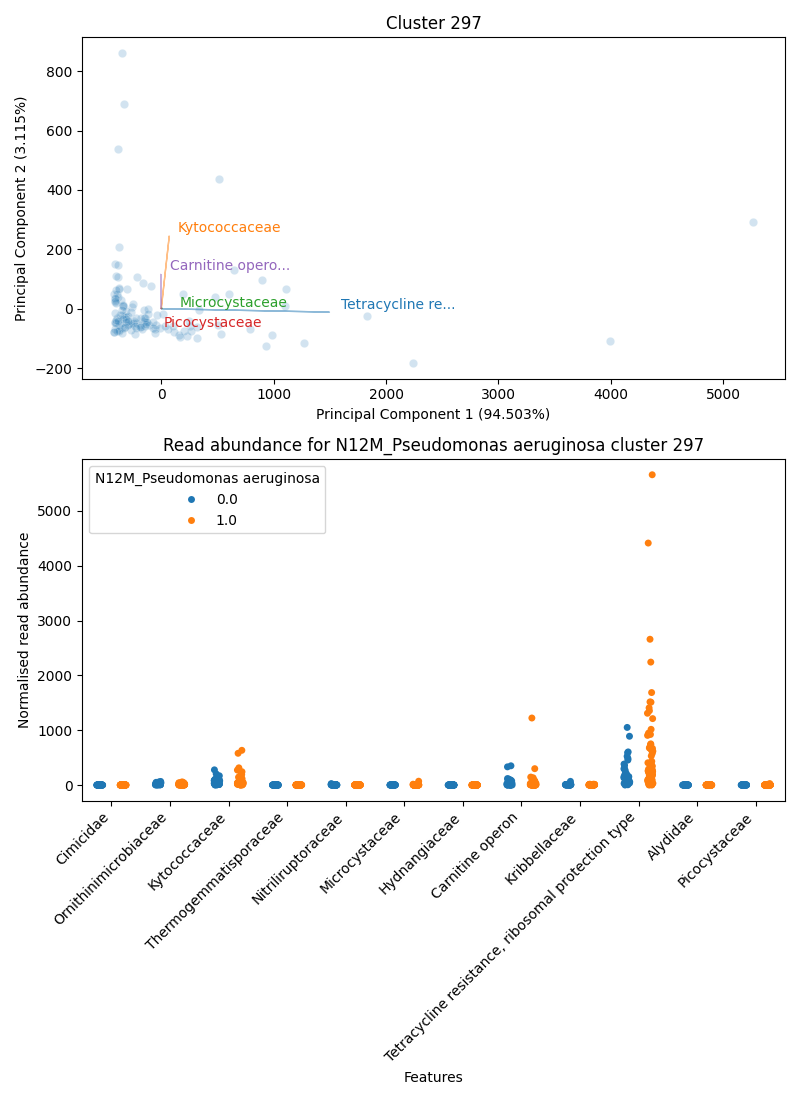 Cluster 297
Principal Component 2 (3.115%)
800
600
400
200
0
−200
Kytococcaceae
Carnitine opero...
Microcystaceae
Tetracycline re...
Picocystaceae
0
1000
2000
3000
4000
5000
Principal Component 1 (94.503%)
Read abundance for N12M_Pseudomonas aeruginosa cluster 297
Normalised read abundance
5000
4000
3000
2000
1000
0
N12M_Pseudomonas aeruginosa
0.0
1.0
Cimicidae
Ornithinimicrobiaceae
Kytococcaceae
Thermogemmatisporaceae
Nitriliruptoraceae
Microcystaceae
Hydnangiaceae
Carnitine operon
Kribbellaceae
Tetracycline resistance, ribosomal protection type
Alydidae
Picocystaceae
Features